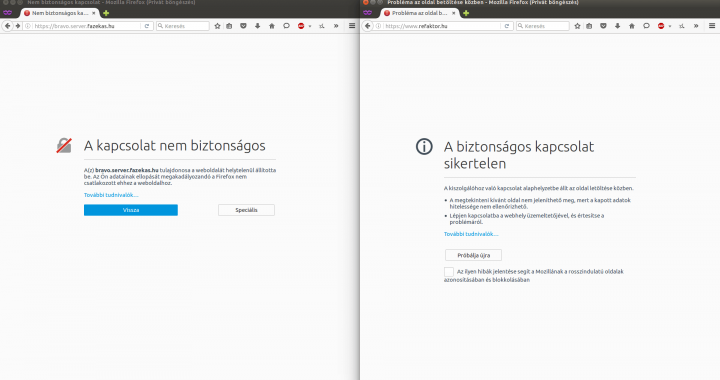 Nem biztonságos kapcsolat - Mozilla Firefox (Privát böngészés)
Nem biztonságos ka...
https://bravo.server.fazekas.hu
Keresés
A kapcsolat nem biztonságos
A(z) bravo.server.fazekas.hu tulajdonosa a weboldalát helytelenül állította
be. Az Ön adatainak ellopását megakadályozandó a Firefox nem
csatlakozott ehhez a weboldalhoz.
További tudnivalók…
Vissza
Speciális
Probléma az oldal betöltése közben - Mozilla Firefox (Privát böngészés)
Probléma az oldal b...
https://www.refaktor.hu
Keresés
A biztonságos kapcsolat
sikertelen
A kiszolgálóhoz való kapcsolat alaphelyzetbe állt az oldal letöltése közben.
A megtekinteni kívánt oldal nem jeleníthető meg, mert a kapott adatok
hitelessége nem ellenőrizhető.
Lépjen kapcsolatba a webhely üzemeltetőjével, és értesítse a
problémáról.
További tudnivalók…
Próbálja újra
Az ilyen hibák jelentése segít a Mozillának a rosszindulatú oldalak
azonosításában és blokkolásában